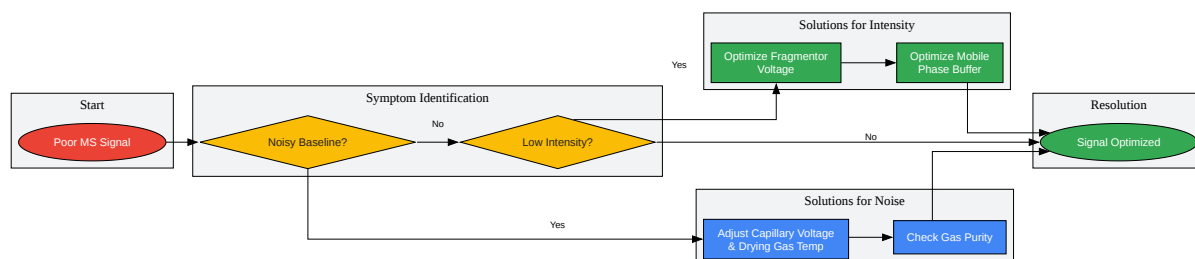 Start
Poor MS Signal
Symptom Identification
Noisy Baseline?
No
Low Intensity?
Yes
Solutions for Intensity
Optimize Fragmentor
Voltage
Optimize Mobile
Phase Buffer
No
Resolution
Signal Optimized
Yes
Solutions for Noise
Adjust Capillary Voltage
& Drying Gas Temp
Check Gas Purity